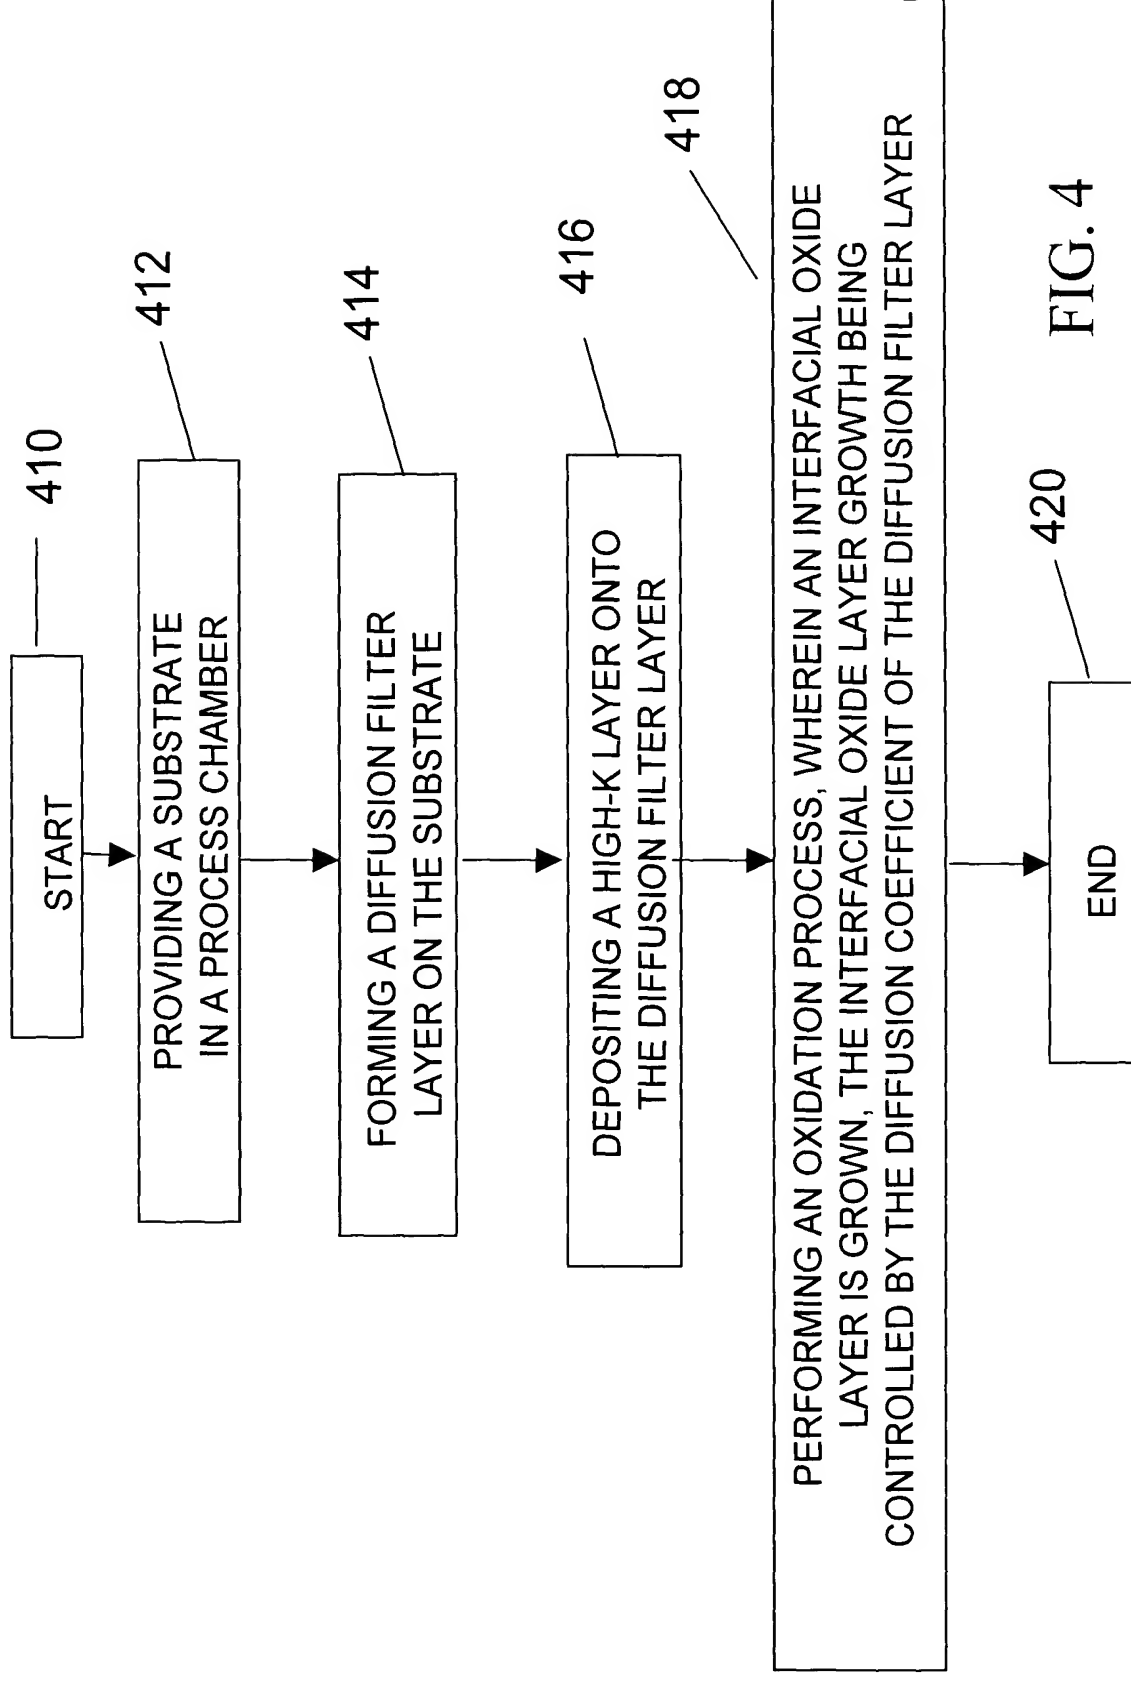 START
410
PROVIDING A SUBSTRATE
IN A PROCESS CHAMBER
412
FORMING A DIFFUSION FILTER
LAYER ON THE SUBSTRATE
414
DEPOSITING A HIGH-K LAYER ONTO
THE DIFFUSION FILTER LAYER
416
PERFORMING AN OXIDATION PROCESS, WHEREIN AN INTERFACIAL OXIDE
LAYER IS GROWN, THE INTERFACIAL OXIDE LAYER GROWTH BEING
CONTROLLED BY THE DIFFUSION COEFFICIENT OF THE DIFFUSION FILTER LAYER
418
END
420
FIG. 4